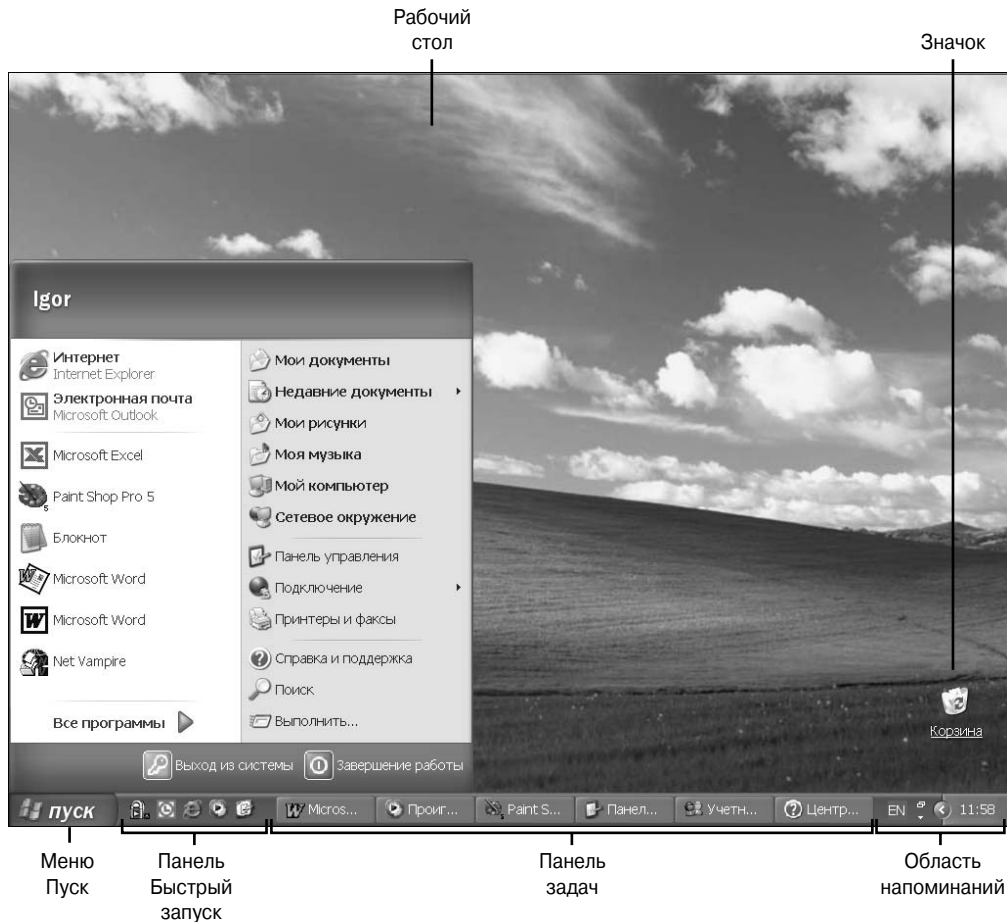 Рабочий
стол
Значок
Igor
Интернет
Internet Explorer
Электронная почта
Microsoft Outlook
Microsoft Excel
Paint Shop Pro 5
Блокнот
Microsoft Word
Microsoft Word
Net Vampire
Все программы
Мои документы
Недавние документы
Мои рисунки
Моя музыка
Мой компьютер
Сетевое окружение
Панель управления
Подключение
Принтеры и факсы
Справка и поддержка
Поиск
Выполнить...
Выход из системы Завершение работы
Корзина
пуск Micros... Проиг... Paint S... Панел... Учетн... Центр... EN 11:58
Меню
Пуск
Панель
Быстрый
запуск
Панель
задач
Область
напоминаний